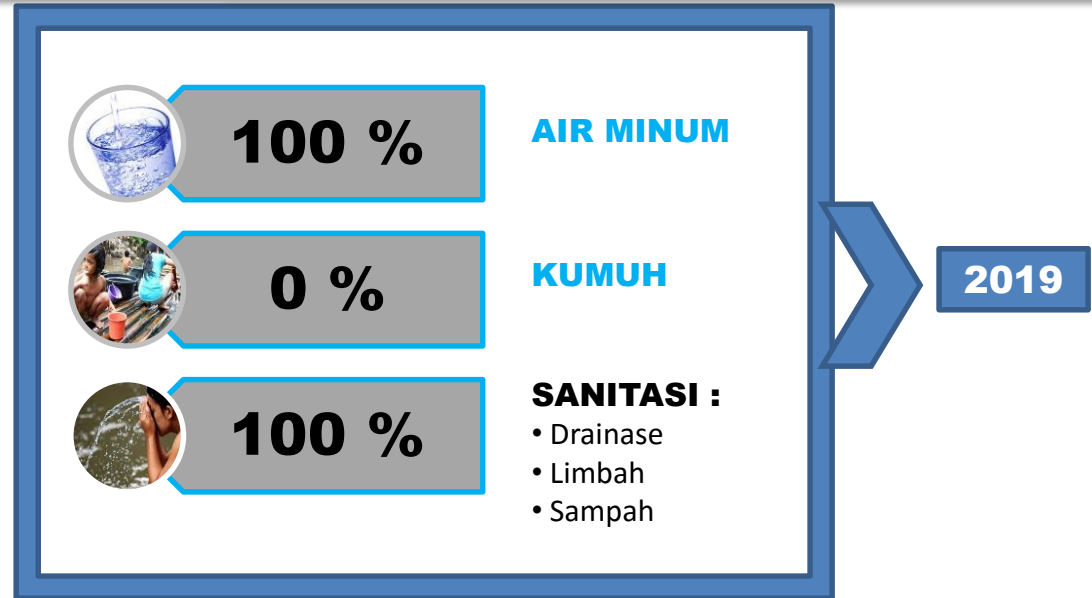 100 %
AIR MINUM
0 %
KUMUH
2019
100 %
SANITASI :
• Drainase
• Limbah
• Sampah